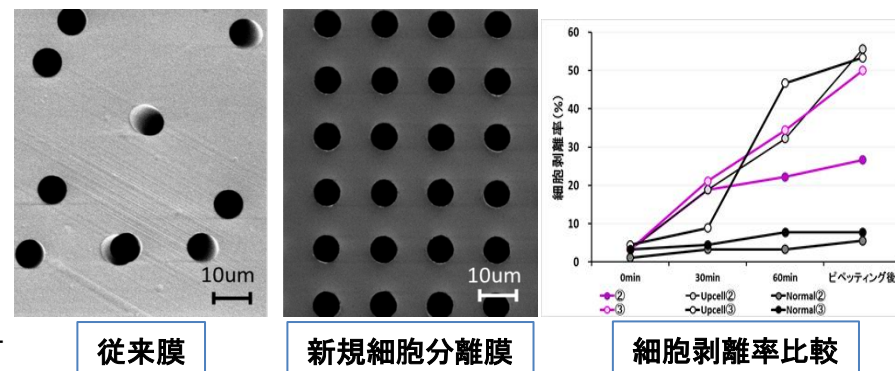 10um
10um
60
50
40
30
20
10
0
細胞剥離率(%)
0min
30min
60min
ピペッティング後
②
Upcell②
Normal②
③
Upcell③
Normal③
従来膜
新規細胞分離膜
細胞剥離率比較